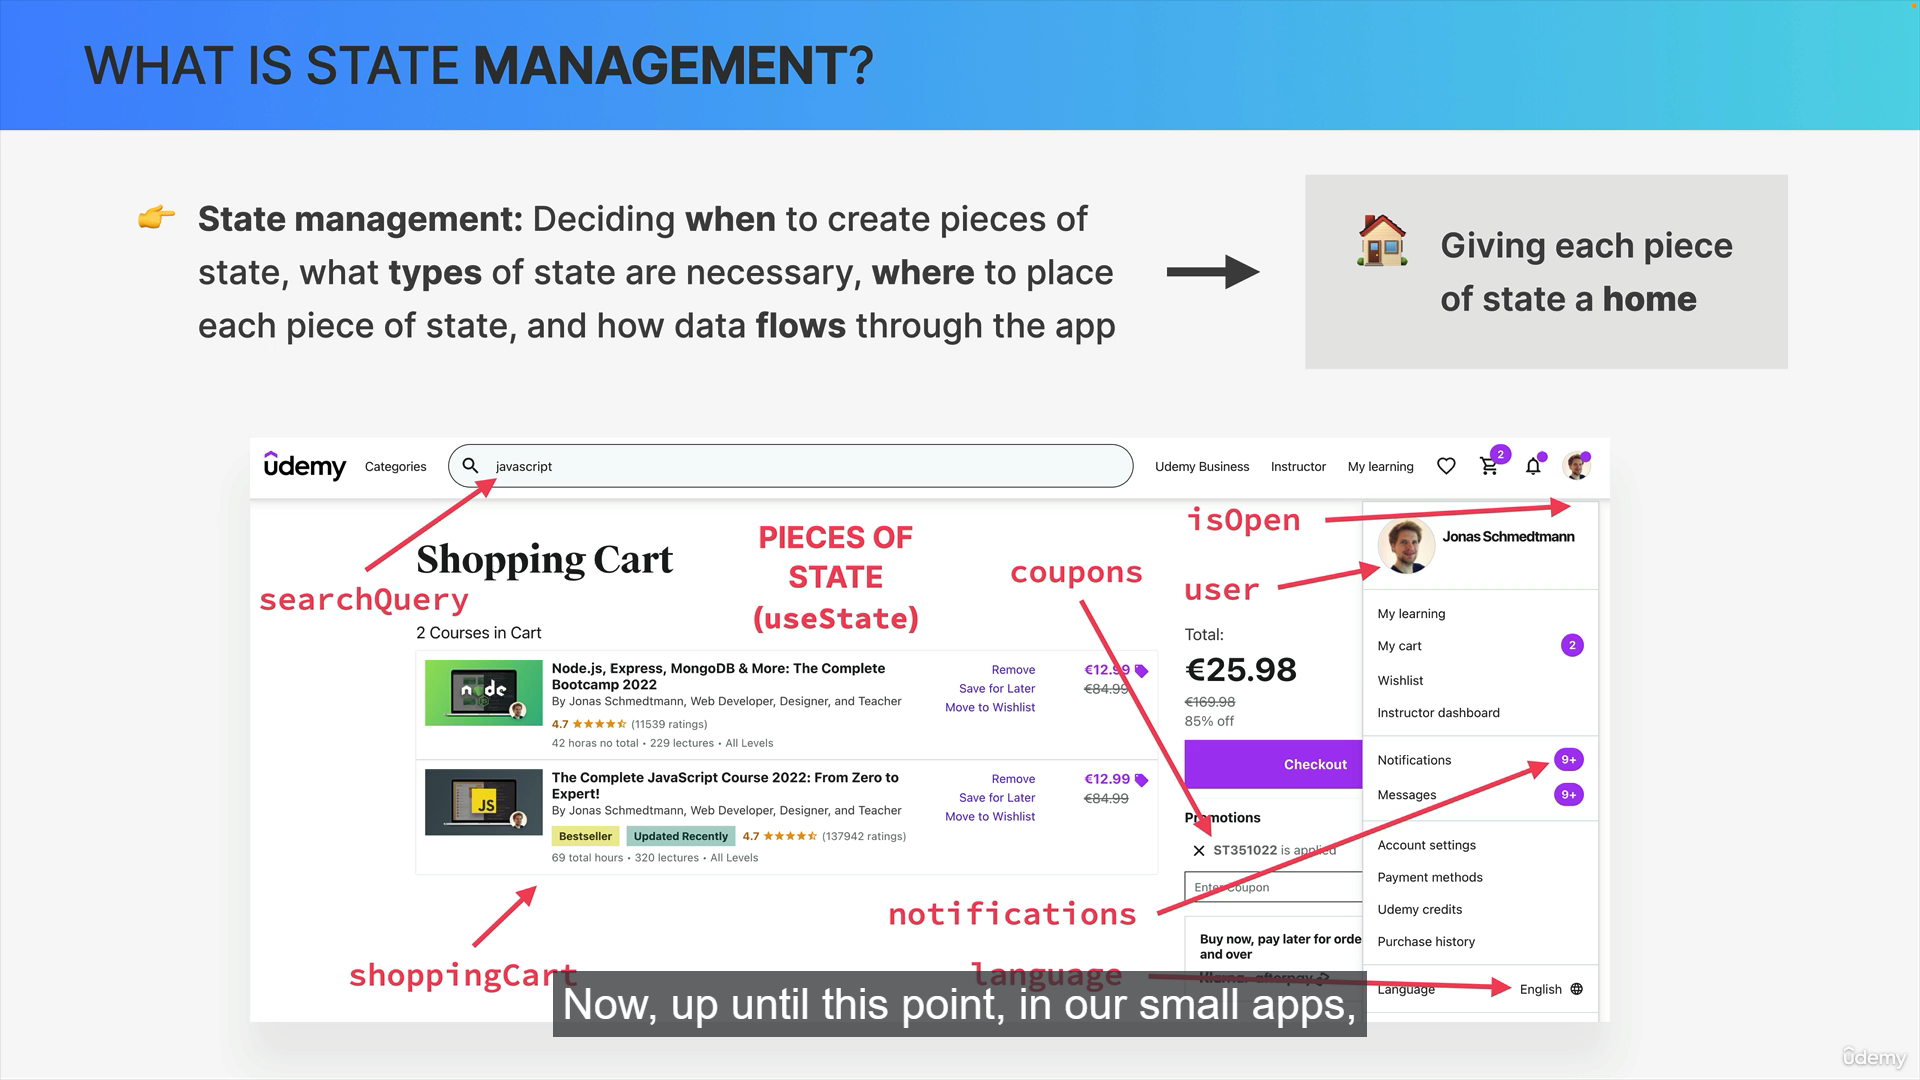 WHAT IS STATE MANAGEMENT?
State management: Deciding when to create pieces of
state, what types of state are necessary, where to place
each piece of state, and how data flows through the app
Giving each piece
of state a home
ûdemy
Categories
javascript
Udemy Business
Instructor
My learning
2
searchQuery
Shopping Cart
PIECES OF
STATE
(useState)
coupons
isOpen
user
Jonas Schmedtmann
2 Courses in Cart
Node.js, Express, MongoDB & More: The Complete
Bootcamp 2022
By Jonas Schmedtmann, Web Developer, Designer, and Teacher
4.7 (11539 ratings)
42 horas no total • 229 lectures • All Levels
Remove
Save for Later
Move to Wishlist
€12.99
€84.99
node
The Complete JavaScript Course 2022: From Zero to
Expert!
By Jonas Schmedtmann, Web Developer, Designer, and Teacher
Bestseller
Updated Recently
4.7 (137942 ratings)
69 total hours • 320 lectures • All Levels
Remove
Save for Later
Move to Wishlist
€12.99
€84.99
JS
shoppingCart
Total:
€25.98
€169.98
85% off
Checkout
Promotions
ST351022 is applied
Enter Coupon
Buy now, pay later for orde
and over
Klarna. afterpay
notifications
language
My learning
My cart
2
Wishlist
Instructor dashboard
Notifications
9+
Messages
9+
Account settings
Payment methods
Udemy credits
Purchase history
Language
English
Now, up until this point, in our small apps,
ûdemy